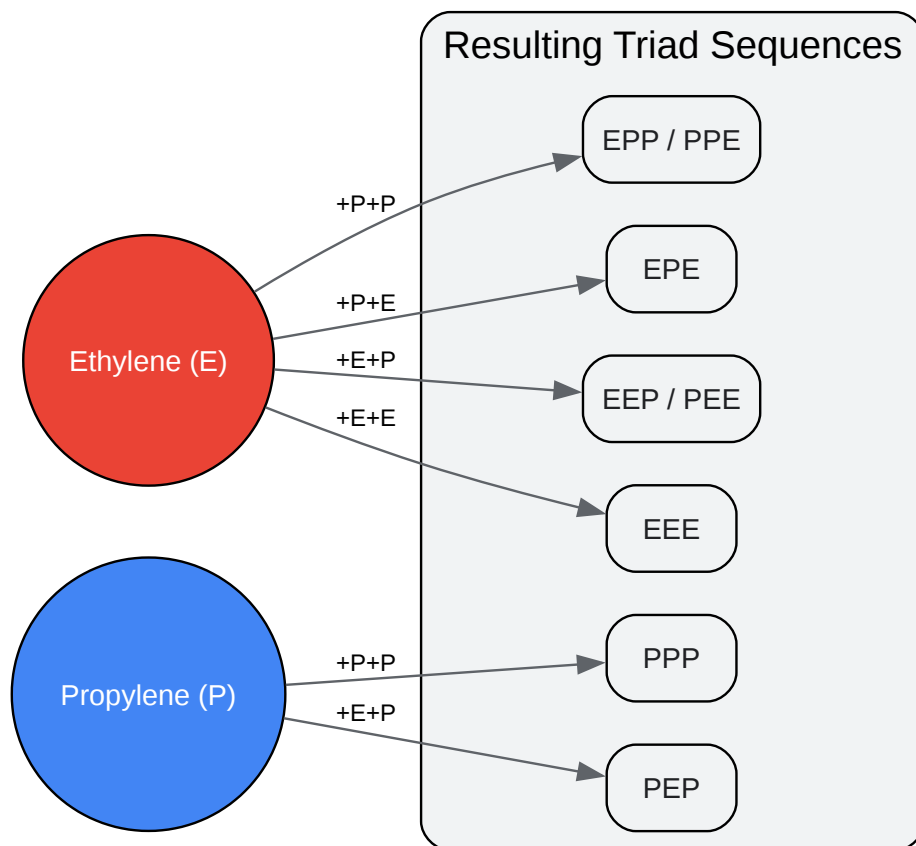 Resulting Triad Sequences
EPP / PPE
+P+P
EPE
+P+E
Ethylene (E)
+E+P
EEP / PEE
+E+E
EEE
PPP
+P+P
Propylene (P)
+E+P
PEP